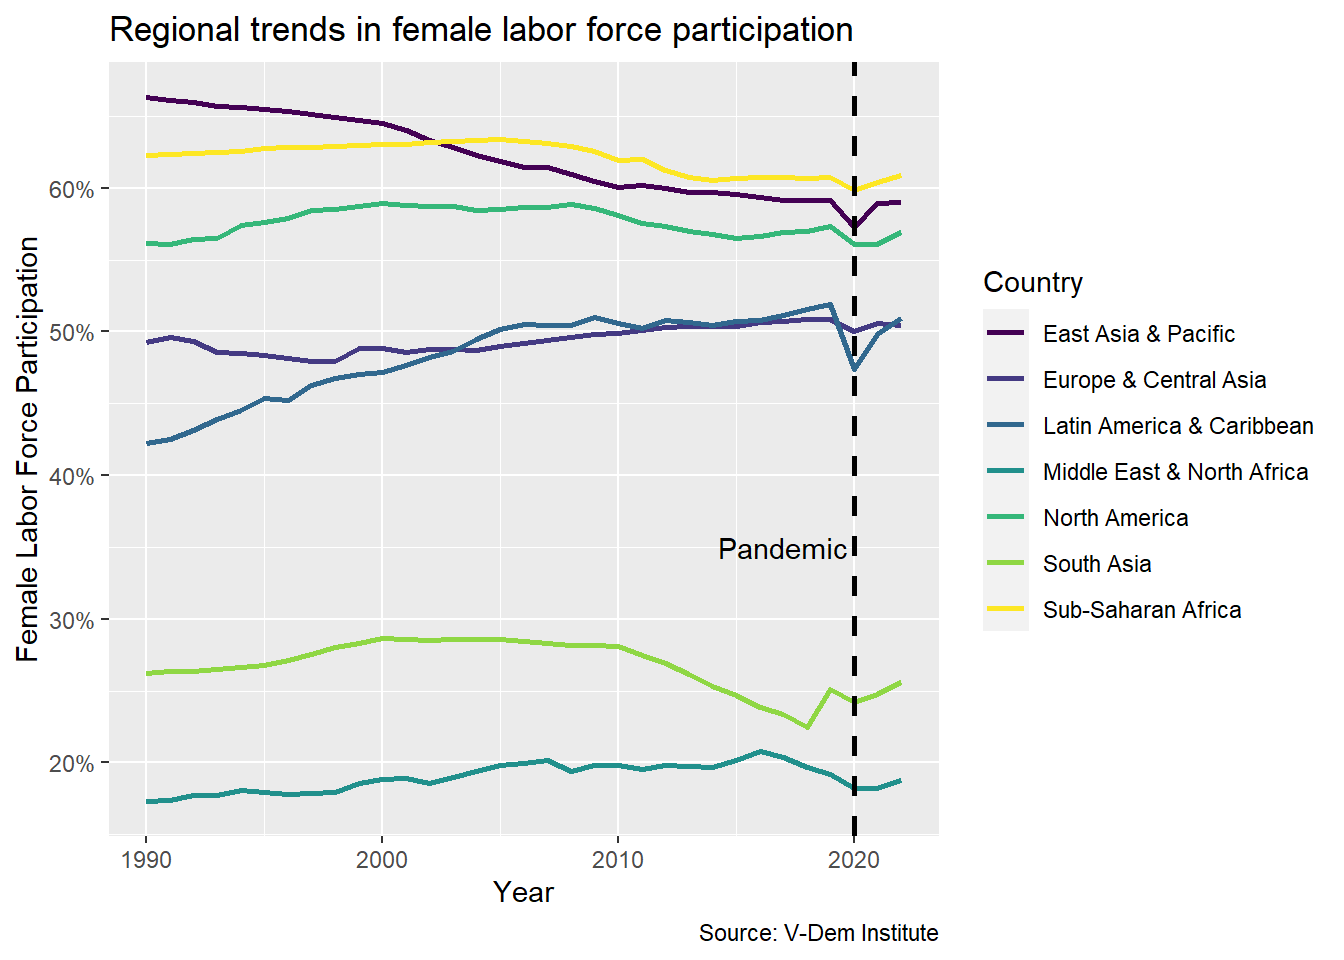 Regional trends in female labor force participation
Female Labor Force Participation
60%
50%
40%
30%
20%
Pandemic
1990 2000 2010 2020
Year
Country
East Asia & Pacific
Europe & Central Asia
Latin America & Caribbean
Middle East & North Africa
North America
South Asia
Sub-Saharan Africa
Source: V-Dem Institute